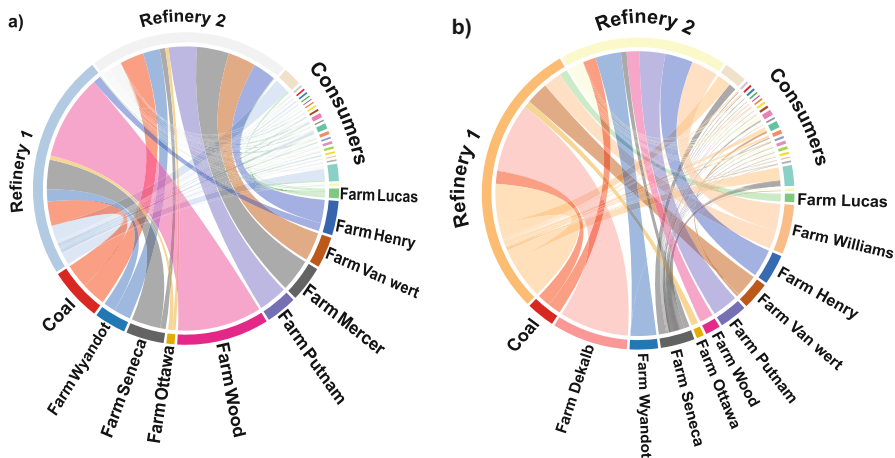 a)
Refinery 1
Refinery 2
Consumers
Farm Lucas
Farm Henry
Farm Van wert
Farm Mercer
Farm Putnam
Farm Wood
Farm Ottawa
Farm Seneca
Farm Wyandot
Coal
b)
Refinery 1
Refinery 2
Consumers
Farm Lucas
Farm Williams
Farm Henry
Farm Van wert
Farm Putnam
Farm Wood
Farm Ottawa
Farm Seneca
Farm Wyandot
Farm Dekalb
Coal